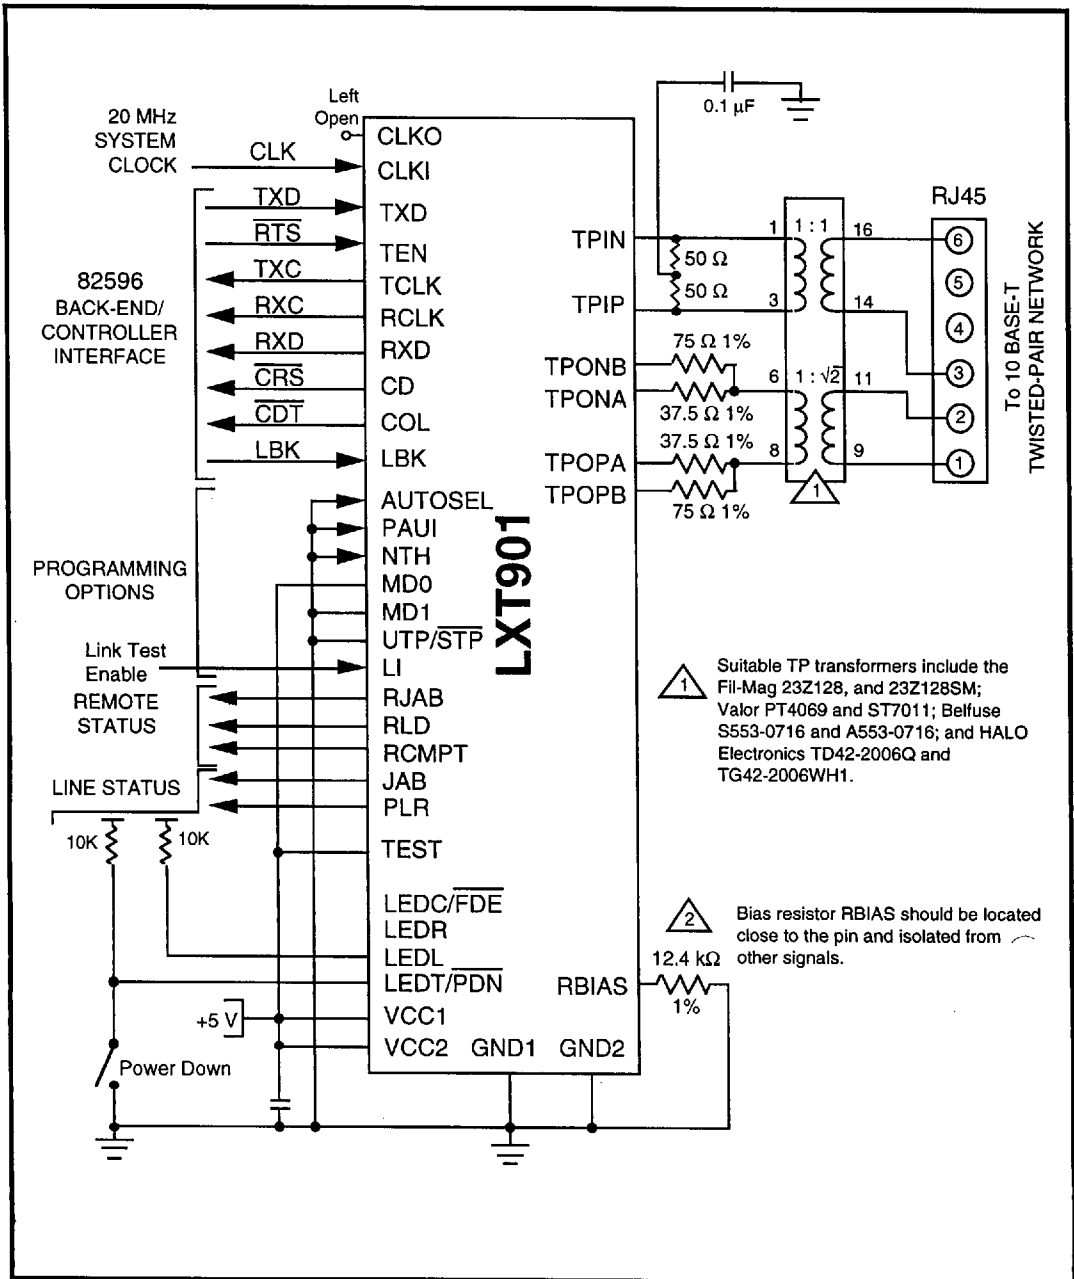 Left
Open
20 MHz
SYSTEM
CLOCK
CLK
TXD
R̅T̅S̅
TXC
RXC
RXD
C̅R̅S̅
C̅D̅T̅
LBK
82596
BACK-END/
CONTROLLER
INTERFACE
PROGRAMMING
OPTIONS
Link Test
Enable
REMOTE
STATUS
LINE STATUS
10K
10K
+5 V
Power Down
CLKO
CLKI
TXD
TEN
TCLK
RCLK
RXD
CD
COL
LBK
AUTOSEL
PAUI
NTH
MD0
MD1
UTP/S̅T̅P̅
LI
RJAB
RLD
RCMPT
JAB
PLR
TEST
LEDC/F̅D̅E̅
LEDR
LEDL
LEDT/P̅D̅N̅
VCC1
VCC2
GND1
GND2
LXT901
TPIN
TPIP
TPONB
TPONA
TPOPA
TPOPB
RBIAS
0.1 µF
50 Ω
50 Ω
75 Ω 1%
37.5 Ω 1%
37.5 Ω 1%
75 Ω 1%
1
1 : 1
16
3
14
6
1 : √2
11
8
9
1
RJ45
6
5
4
3
2
1
To 10 BASE-T
TWISTED-PAIR NETWORK
1
Suitable TP transformers include the
Fil-Mag 23Z128, and 23Z128SM;
Valor PT4069 and ST7011; Belfuse
S553-0716 and A553-0716; and HALO
Electronics TD42-2006Q and
TG42-2006WH1.
2
Bias resistor RBIAS should be located
close to the pin and isolated from
other signals.
12.4 kΩ
1%